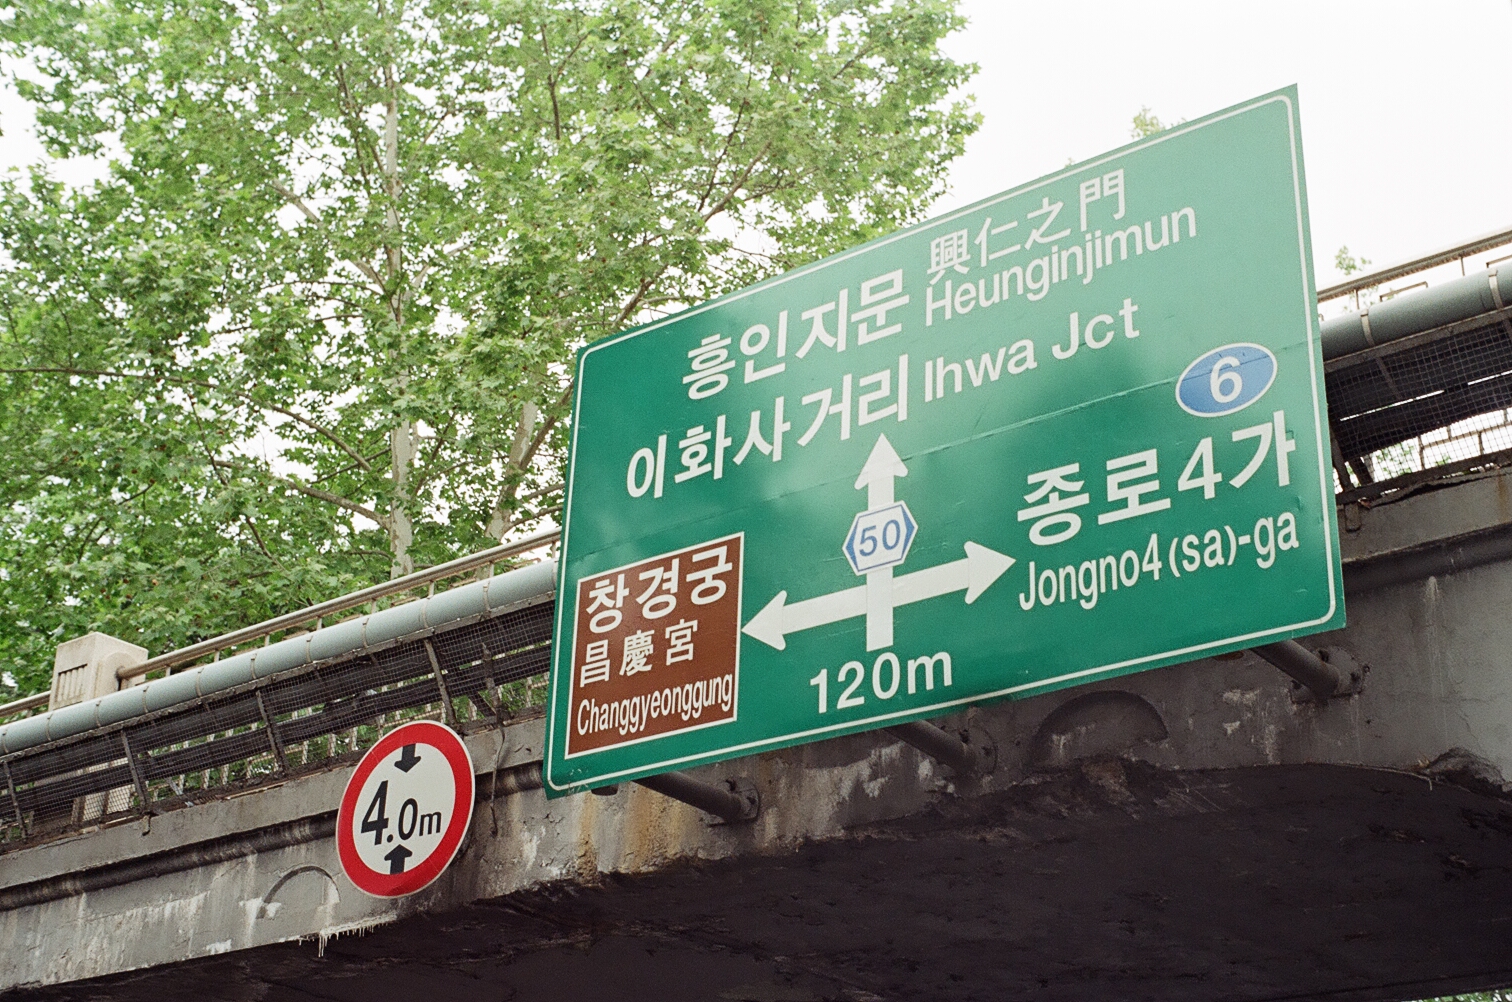 흥인지문 興仁之門
Heunginjimun
이화사거리 Ihwa Jct
6
50
종로4가
Jongno4(sa)-ga
창경궁
昌慶宮
Changgyeonggung
120m
4.0m